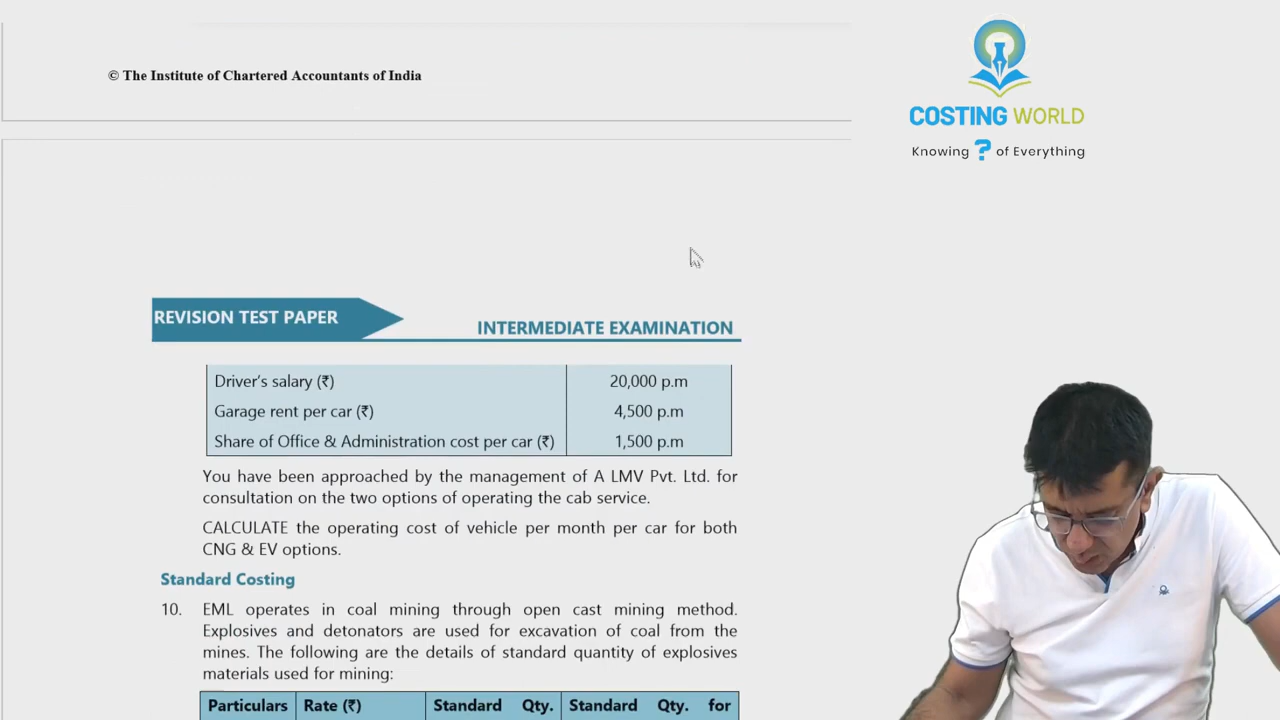 © The Institute of Chartered Accountants of India
COSTING WORLD
Knowing ? of Everything
REVISION TEST PAPER
INTERMEDIATE EXAMINATION
Driver's salary (₹) 20,000 p.m
Garage rent per car (₹) 4,500 p.m
Share of Office & Administration cost per car (₹) 1,500 p.m
You have been approached by the management of A LMV Pvt. Ltd. for
consultation on the two options of operating the cab service.
CALCULATE the operating cost of vehicle per month per car for both
CNG & EV options.
Standard Costing
10. EML operates in coal mining through open cast mining method.
Explosives and detonators are used for excavation of coal from the
mines. The following are the details of standard quantity of explosives
materials used for mining:
Particulars Rate (₹) Standard Qty. Standard Qty. for